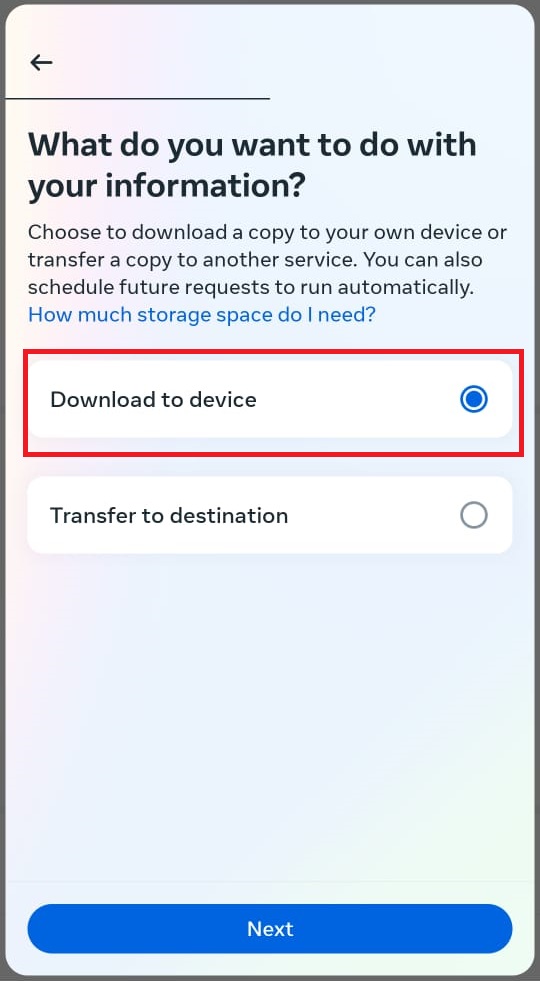 What do you want to do with
your information?
Choose to download a copy to your own device or
transfer a copy to another service. You can also
schedule future requests to run automatically.
How much storage space do I need?
Download to device
Transfer to destination
Next